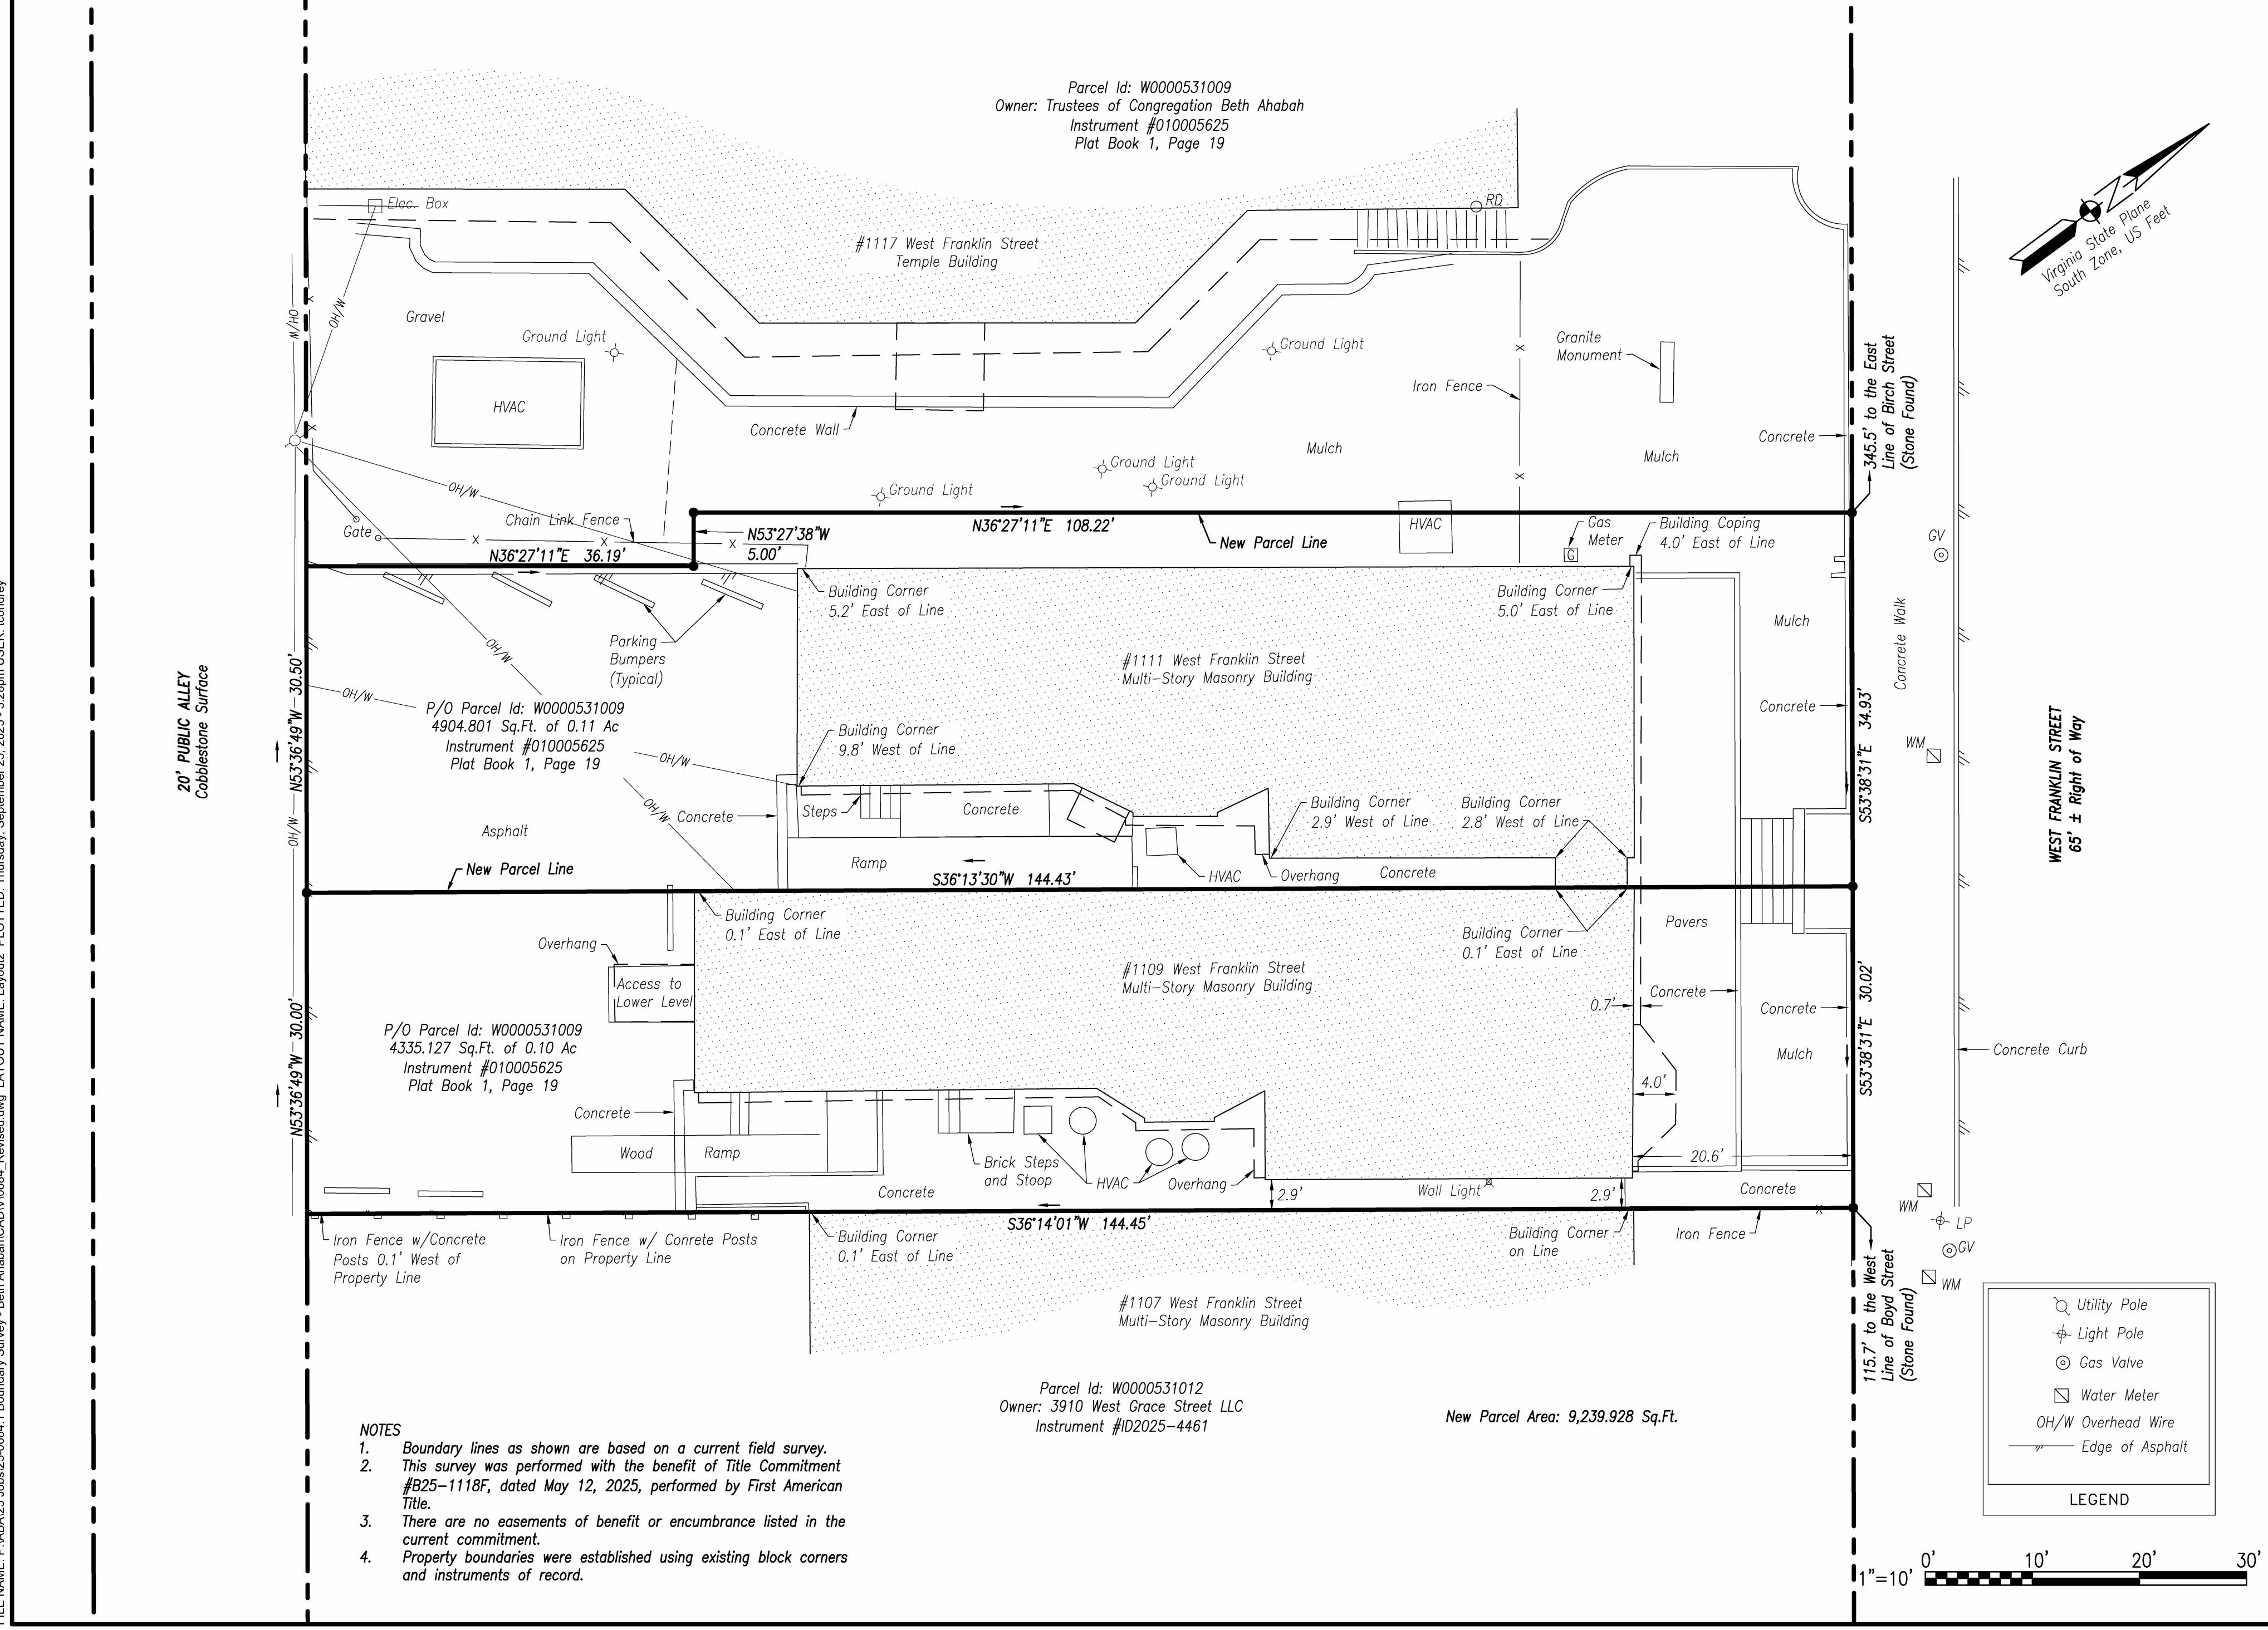 Parcel Id: W0000531009
Owner: Trustees of Congregation Beth Ahabah
Instrument #010005625
Plat Book 1, Page 19
Virginia State Plane
South Zone, US Feet
Elec. Box
RD
#1117 West Franklin Street
Temple Building
OH/W
OH/W
Gravel
Ground Light
Ground Light
Granite
Monument
HVAC
Iron Fence
Concrete Wall
Mulch
Mulch
Concrete
345.5' to the East
Line of Birch Street
(Stone Found)
Ground Light
Ground Light
Ground Light
OH/W
Gate
Chain Link Fence
N53°27'38"W
5.00'
N36°27'11"E 36.19'
N36°27'11"E 108.22'
New Parcel Line
HVAC
Gas
Meter
G
Building Coping
4.0' East of Line
GV
Building Corner
5.2' East of Line
Building Corner
5.0' East of Line
Parking
Bumpers
(Typical)
OH/W
OH/W
#1111 West Franklin Street
Multi-Story Masonry Building
Mulch
Concrete Walk
20' PUBLIC ALLEY
Cobblestone Surface
N53°36'49"W 30.50'
P/O Parcel Id: W0000531009
4904.801 Sq.Ft. of 0.11 Ac
Instrument #010005625
Plat Book 1, Page 19
Building Corner
9.8' West of Line
OH/W
OH/W
OH/W
Concrete
S53°38'31"E 34.93'
WM
WEST FRANKLIN STREET
65' ± Right of Way
Asphalt
Concrete
Steps
Concrete
Building Corner
2.9' West of Line
Building Corner
2.8' West of Line
Ramp
New Parcel Line
S36°13'30"W 144.43'
HVAC
Overhang
Concrete
Building Corner
0.1' East of Line
Building Corner
0.1' East of Line
Pavers
Overhang
Access to
Lower Level
#1109 West Franklin Street
Multi-Story Masonry Building
0.7'
Concrete
Concrete
Mulch
S53°38'31"E 30.02'
Concrete Curb
N53°36'49"W 30.00'
P/O Parcel Id: W0000531009
4335.127 Sq.Ft. of 0.10 Ac
Instrument #010005625
Plat Book 1, Page 19
Concrete
4.0'
Wood Ramp
Brick Steps
and Stoop
HVAC
Overhang
20.6'
Concrete
2.9'
Wall Light
2.9'
Concrete
S36°14'01"W 144.45'
WM
LP
GV
WM
Iron Fence w/Concrete
Posts 0.1' West of
Property Line
Iron Fence w/ Conrete Posts
on Property Line
Building Corner
0.1' East of Line
Building Corner
on Line
Iron Fence
115.7' to the West
Line of Boyd Street
(Stone Found)
#1107 West Franklin Street
Multi-Story Masonry Building
Parcel Id: W0000531012
Owner: 3910 West Grace Street LLC
Instrument #ID2025-4461
New Parcel Area: 9,239.928 Sq.Ft.
NOTES
1. Boundary lines as shown are based on a current field survey.
2. This survey was performed with the benefit of Title Commitment
#B25-1118F, dated May 12, 2025, performed by First American
Title.
3. There are no easements of benefit or encumbrance listed in the
current commitment.
4. Property boundaries were established using existing block corners
and instruments of record.
Utility Pole
Light Pole
Gas Valve
Water Meter
OH/W Overhead Wire
Edge of Asphalt
LEGEND
1"=10'
0' 10' 20' 30'